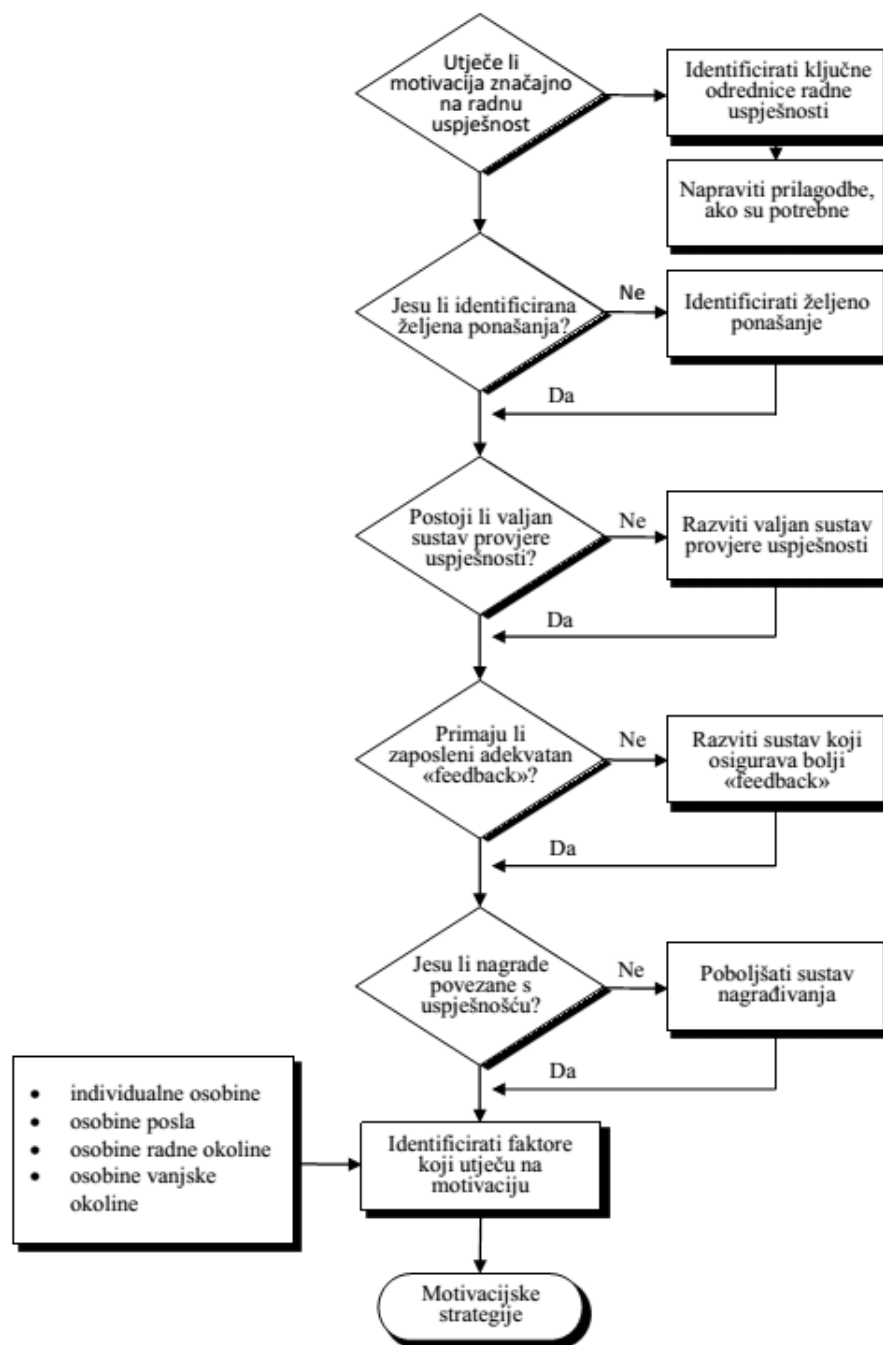 Utječe li
motivacija značajno
na radnu
uspješnost
Identificirati ključne
odrednice radne
uspješnosti
Napraviti prilagodbe,
ako su potrebne
Jesu li identificirana
željena ponašanja?
Ne
Identificirati željeno
ponašanje
Da
Postoji li valjan
sustav provjere
uspješnosti?
Ne
Razviti valjan sustav
provjere uspješnosti
Da
Primaju li
zaposleni adekvatan
«feedback»?
Ne
Razviti sustav koji
osigurava bolji
«feedback»
Da
Jesu li nagrade
povezane s
uspješnošću?
Ne
Poboljšati sustav
nagrađivanja
Da
• individualne osobine
• osobine posla
• osobine radne okoline
• osobine vanjske
okoline
Identificirati faktore
koji utječu na
motivaciju
Motivacijske
strategije